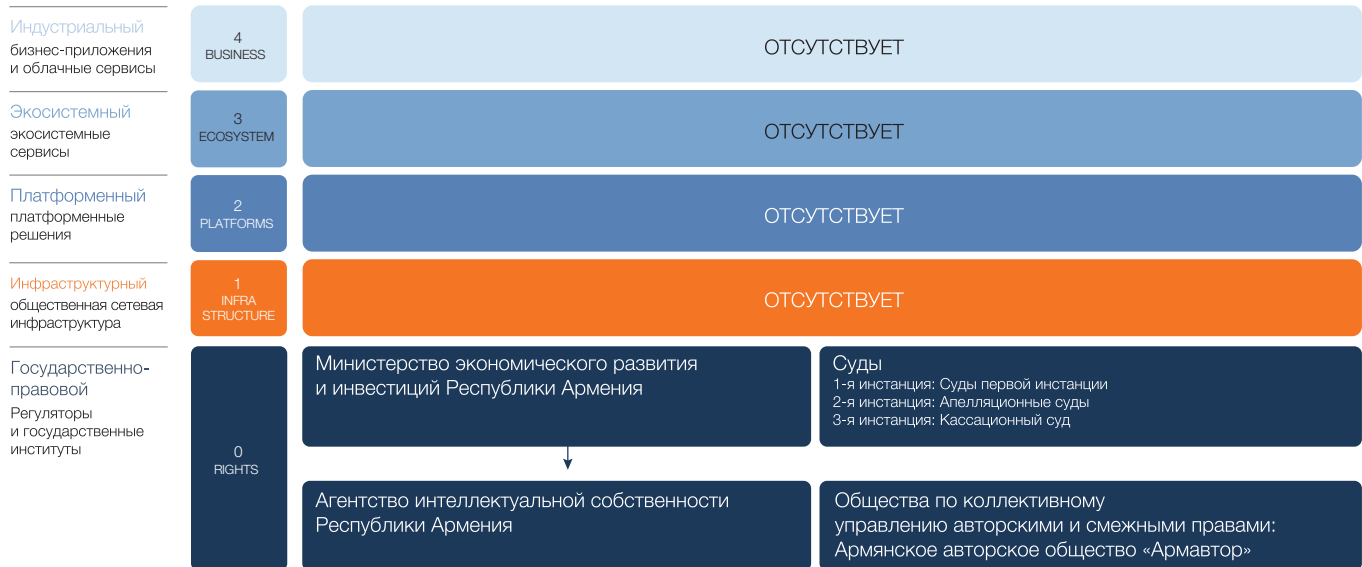 Индустриальный
бизнес-приложения
и облачные сервисы
4
BUSINESS
ОТСУТСТВУЕТ
Экосистемный
экосистемные
сервисы
3
ECOSYSTEM
ОТСУТСТВУЕТ
Платформенный
платформенные
решения
2
PLATFORMS
ОТСУТСТВУЕТ
Инфраструктурный
общественная сетевая
инфраструктура
1
INFRA
STRUCTURE
ОТСУТСТВУЕТ
Государственно-
правовой
Регуляторы
и государственные
институты
0
RIGHTS
Министерство экономического развития
и инвестиций Республики Армения
Суды
1-я инстанция: Суды первой инстанции
2-я инстанция: Апелляционные суды
3-я инстанция: Кассационный суд
Агентство интеллектуальной собственности
Республики Армения
Общества по коллективному
управлению авторскими и смежными правами:
Армянское авторское общество «Армавтор»